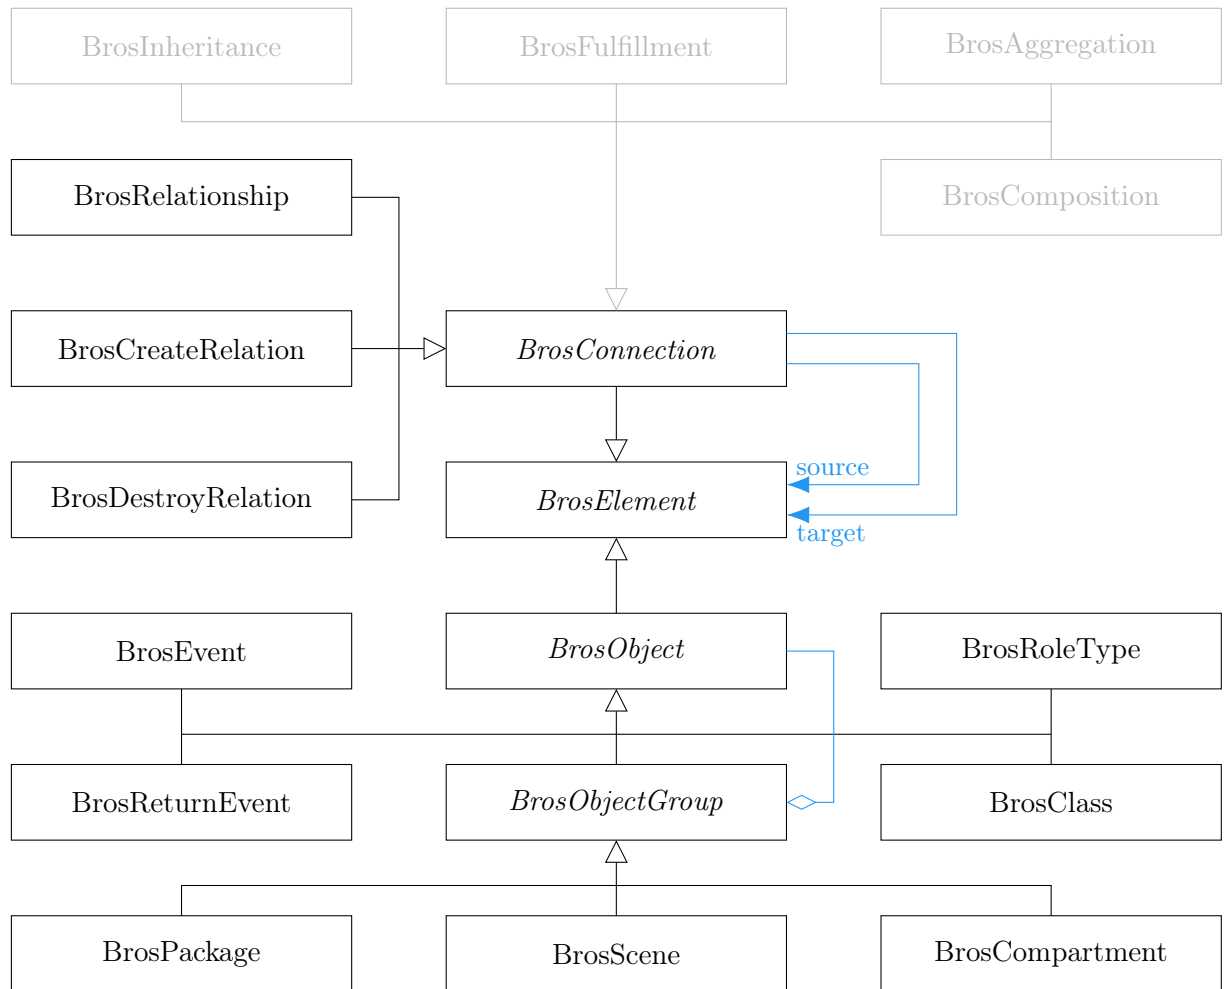 BrosInheritance
BrosFulfillment
BrosAggregation
BrosRelationship
BrosComposition
BrosCreateRelation
BrosConnection
source
BrosDestroyRelation
BrosElement
target
BrosEvent
BrosObject
BrosRoleType
BrosReturnEvent
BrosObjectGroup
BrosClass
BrosPackage
BrosScene
BrosCompartment